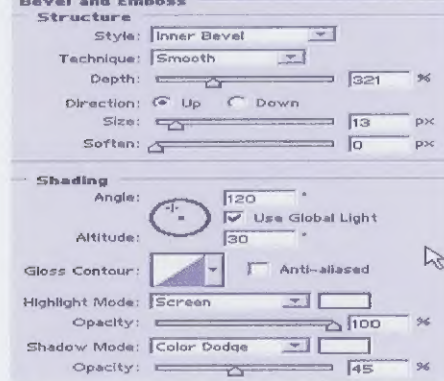 Bevel and Emboss
Structure
Style: Inner Bevel
Technique: Smooth
Depth: 321 %
Direction: Up Down
Size: 13 px
Soften: 0 px
Shading
Angle: 120 °
Use Global Light
Altitude: 30 °
Gloss Contour: Anti-aliased
Highlight Mode: Screen
Opacity: 100 %
Shadow Mode: Color Dodge
Opacity: 45 %